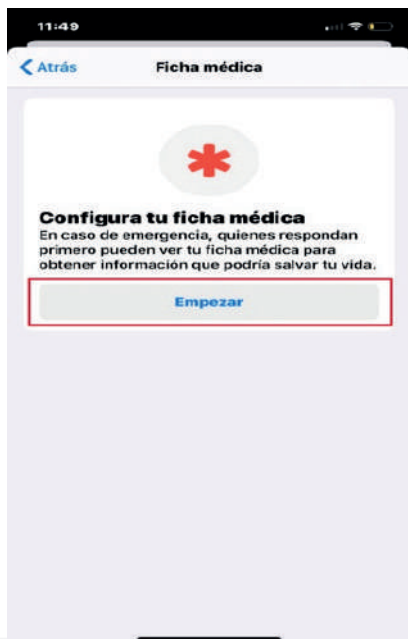 11:49
Atrás
Ficha médica
Configura tu ficha médica
En caso de emergencia, quienes respondan
primero pueden ver tu ficha médica para
obtener información que podría salvar tu vida.
Empezar